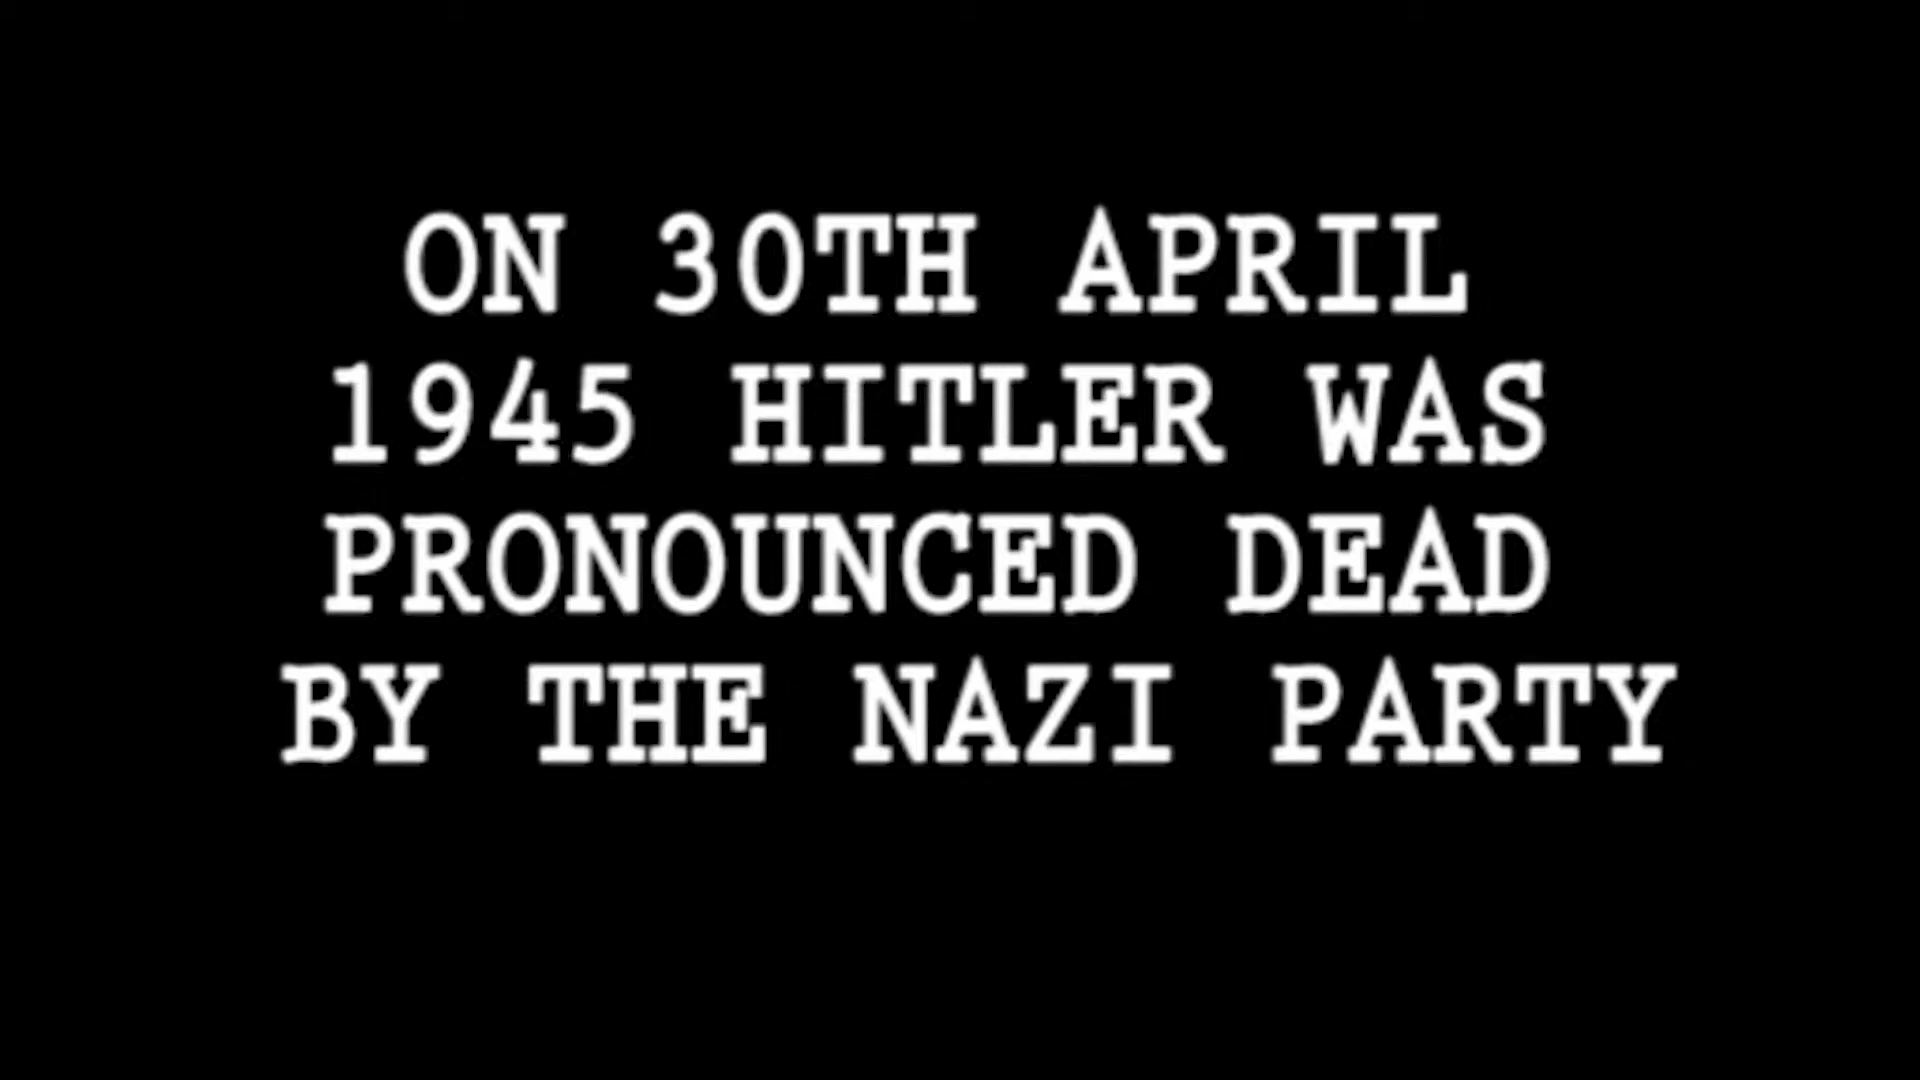 ON 30TH APRIL
1945 HITLER WAS
PRONOUNCED DEAD
BY THE NAZI PARTY